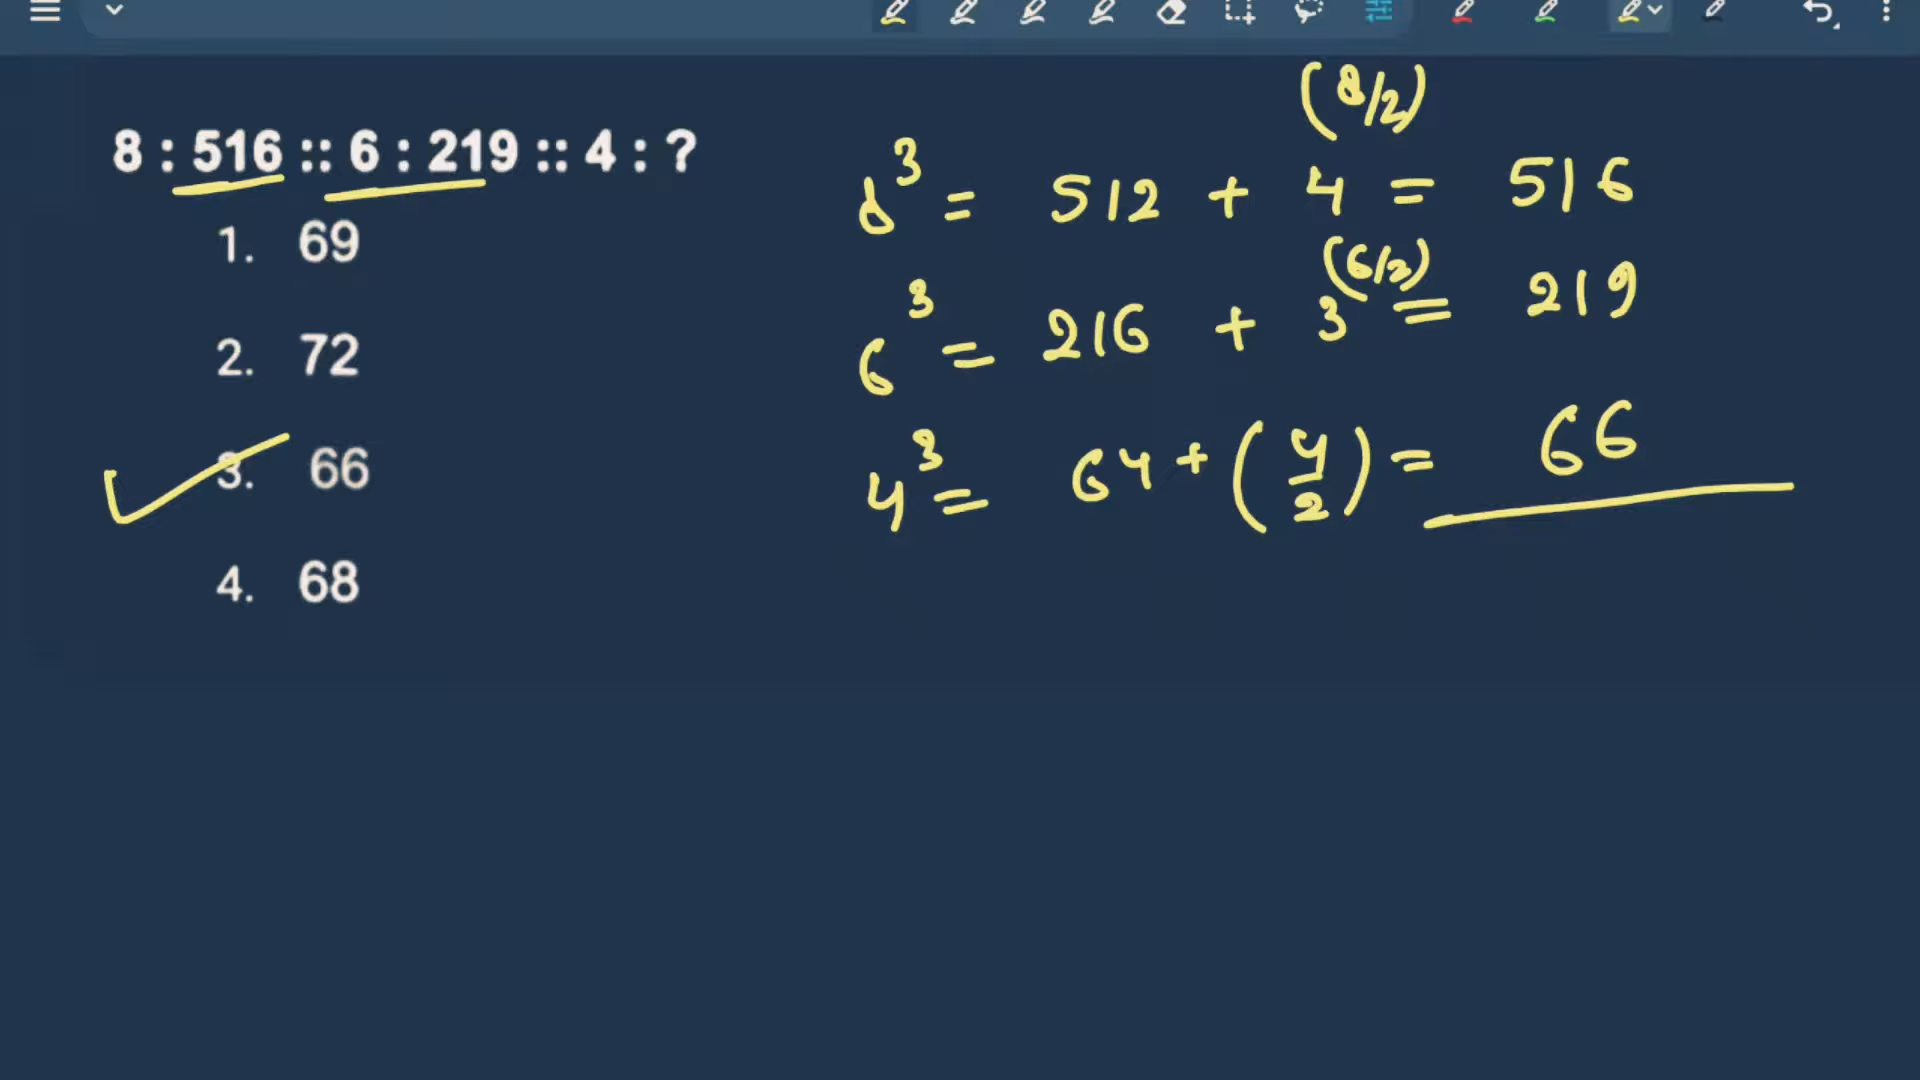 8 : 516 :: 6 : 219 :: 4 : ?
1. 69
2. 72
3. 66
4. 68
(8/2)
8³ = 512 + 4 = 516
(6/2)
6³ = 216 + 3 = 219
4³ = 64 + (4/2) = 66